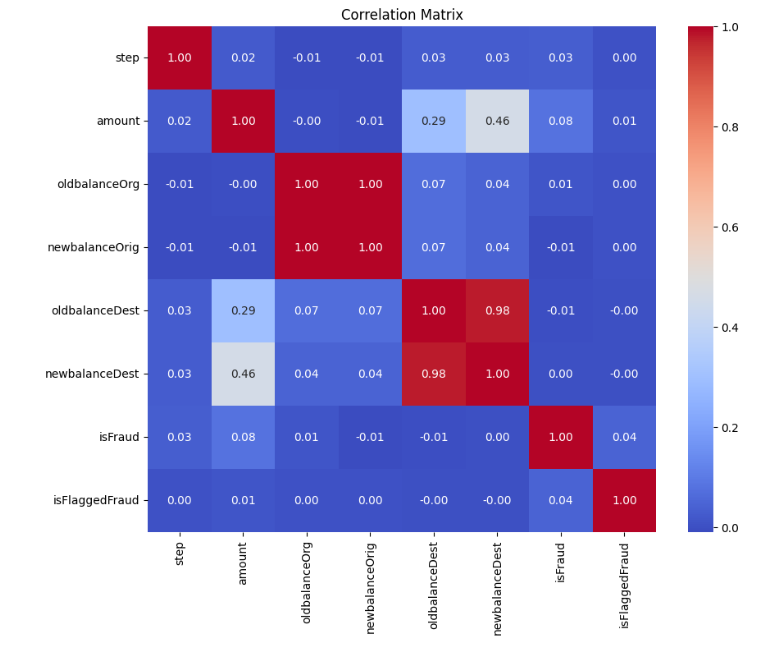 Correlation Matrix
step 1.00 0.02 -0.01 -0.01 0.03 0.03 0.03 0.00
amount 0.02 1.00 -0.00 -0.01 0.29 0.46 0.08 0.01
oldbalanceOrg -0.01 -0.00 1.00 1.00 0.07 0.04 0.01 0.00
newbalanceOrig -0.01 -0.01 1.00 1.00 0.07 0.04 -0.01 0.00
oldbalanceDest 0.03 0.29 0.07 0.07 1.00 0.98 -0.01 -0.00
newbalanceDest 0.03 0.46 0.04 0.04 0.98 1.00 0.00 -0.00
isFraud 0.03 0.08 0.01 -0.01 -0.01 0.00 1.00 0.04
isFlaggedFraud 0.00 0.01 0.00 0.00 -0.00 -0.00 0.04 1.00
step amount oldbalanceOrg newbalanceOrig oldbalanceDest newbalanceDest isFraud isFlaggedFraud
1.0
0.8
0.6
0.4
0.2
0.0